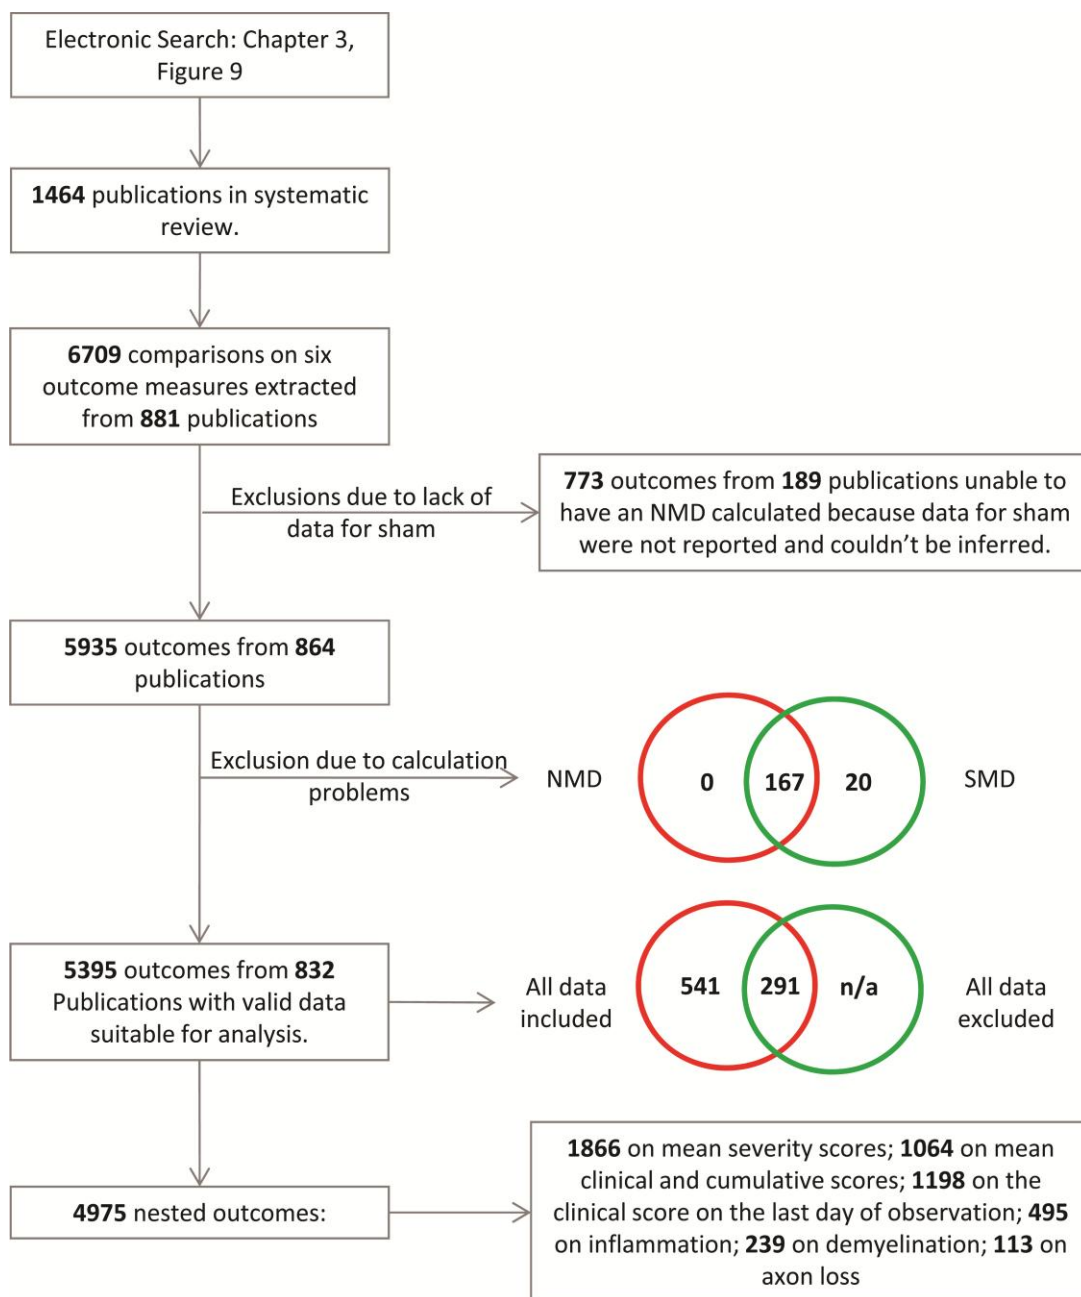 Electronic Search: Chapter 3,
Figure 9
1464 publications in systematic
review.
6709 comparisons on six
outcome measures extracted
from 881 publications
Exclusions due to lack of
data for sham
773 outcomes from 189 publications unable to
have an NMD calculated because data for sham
were not reported and couldn’t be inferred.
5935 outcomes from 864
publications
Exclusion due to calculation
problems
NMD
0
167
20
SMD
5395 outcomes from 832
Publications with valid data
suitable for analysis.
All data
included
541
291
n/a
All data
excluded
4975 nested outcomes:
1866 on mean severity scores; 1064 on mean
clinical and cumulative scores; 1198 on the
clinical score on the last day of observation; 495
on inflammation; 239 on demyelination; 113 on
axon loss